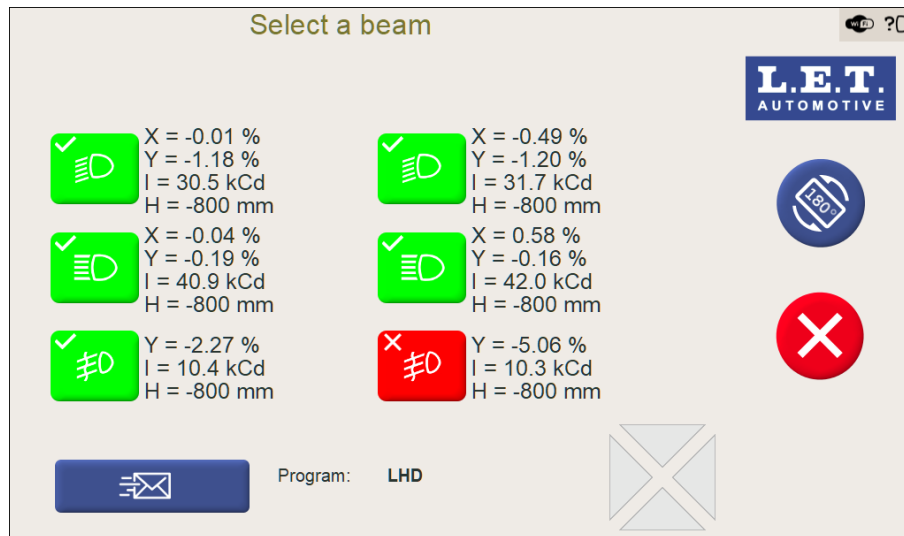 Select a beam
WiFi ?
L.E.T.
AUTOMOTIVE
X = -0.01 %
Y = -1.18 %
I = 30.5 kCd
H = -800 mm
X = -0.49 %
Y = -1.20 %
I = 31.7 kCd
H = -800 mm
180°
X = -0.04 %
Y = -0.19 %
I = 40.9 kCd
H = -800 mm
X = 0.58 %
Y = -0.16 %
I = 42.0 kCd
H = -800 mm
Y = -2.27 %
I = 10.4 kCd
H = -800 mm
Y = -5.06 %
I = 10.3 kCd
H = -800 mm
Program: LHD